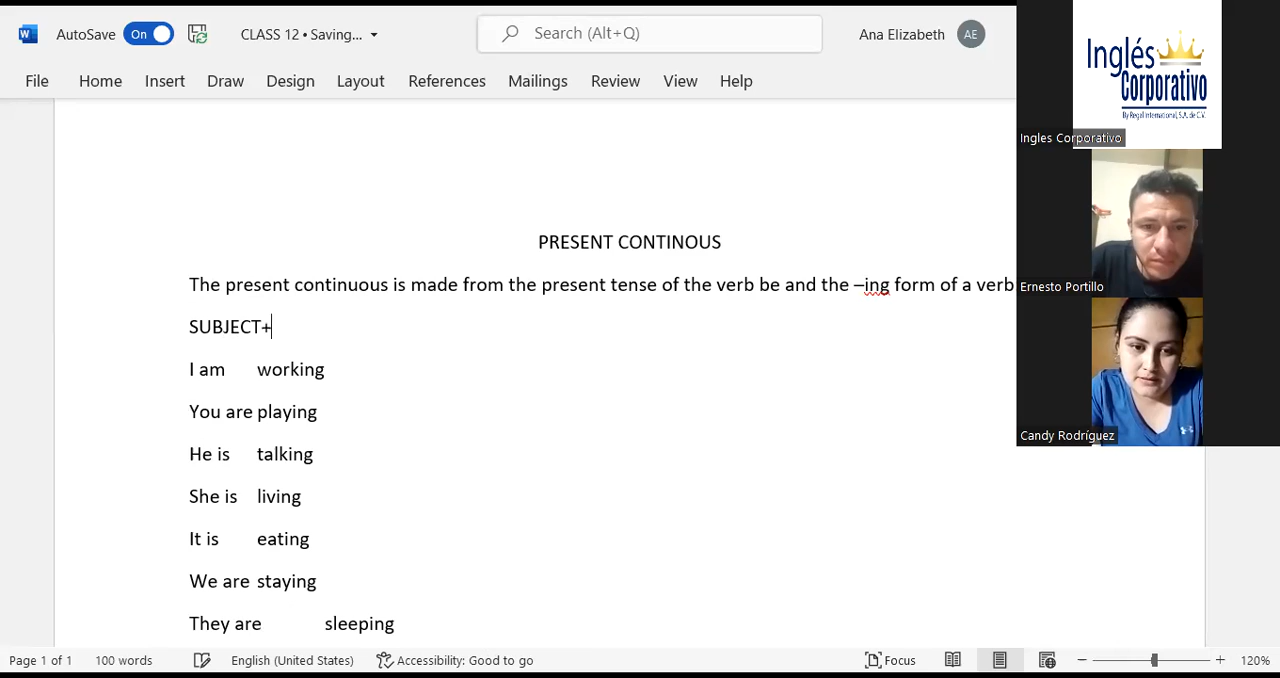 AutoSave On CLASS 12 • Saving... Search (Alt+Q) Ana Elizabeth AE
File Home Insert Draw Design Layout References Mailings Review View Help
Inglés
Corporativo
By Regal International, S.A. de C.V.
Ingles Corporativo
PRESENT CONTINOUS
The present continuous is made from the present tense of the verb be and the –ing form of a verb
Ernesto Portillo
SUBJECT+
I am working
You are playing
Candy Rodríguez
He is talking
She is living
It is eating
We are staying
They are sleeping
Page 1 of 1 100 words English (United States) Accessibility: Good to go Focus 120%